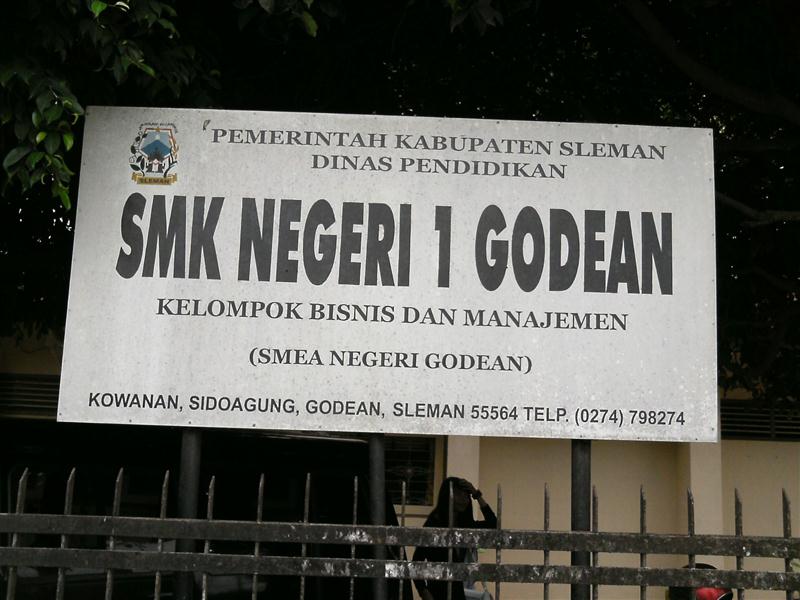 PEMERINTAH KABUPATEN SLEMAN
DINAS PENDIDIKAN
SLEMAN
SMK NEGERI 1 GODEAN
KELOMPOK BISNIS DAN MANAJEMEN
(SMEA NEGERI GODEAN)
KOWANAN, SIDOAGUNG, GODEAN, SLEMAN 55564 TELP. (0274) 798274